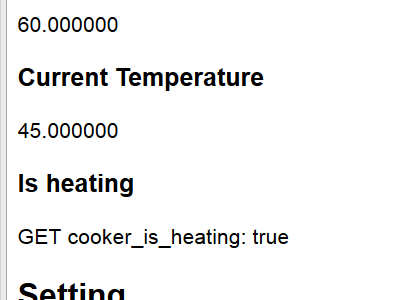 60.000000
Current Temperature
45.000000
Is heating
GET cooker_is_heating: true
Setting